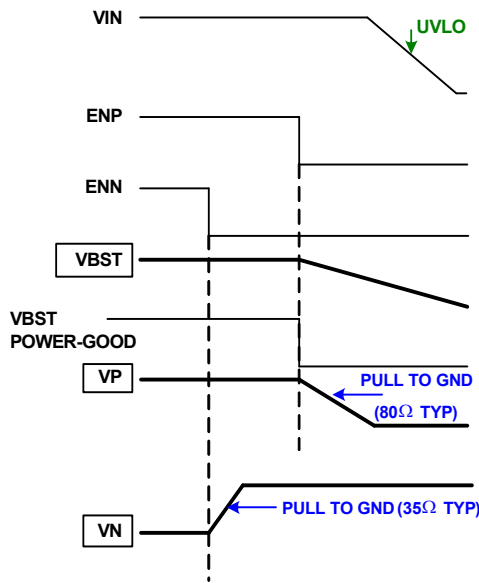 VIN
UVLO
ENP
ENN
VBST
VBST
POWER-GOOD
VP
PULL TO GND
(80Ω TYP)
VN
PULL TO GND (35Ω TYP)